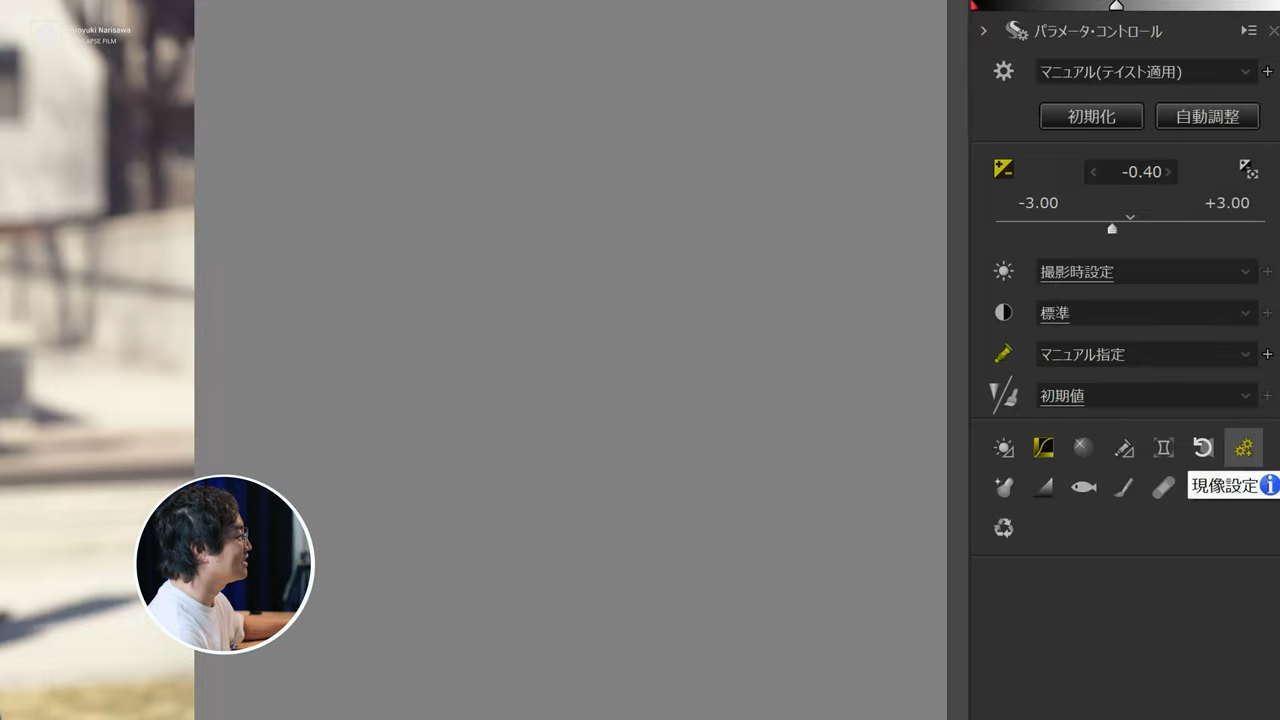 Narisawa
FILM
パラメータ・コントロール
マニュアル(テイスト適用)
初期化
自動調整
-0.40
-3.00
+3.00
撮影時設定
標準
マニュアル指定
初期値
現像設定